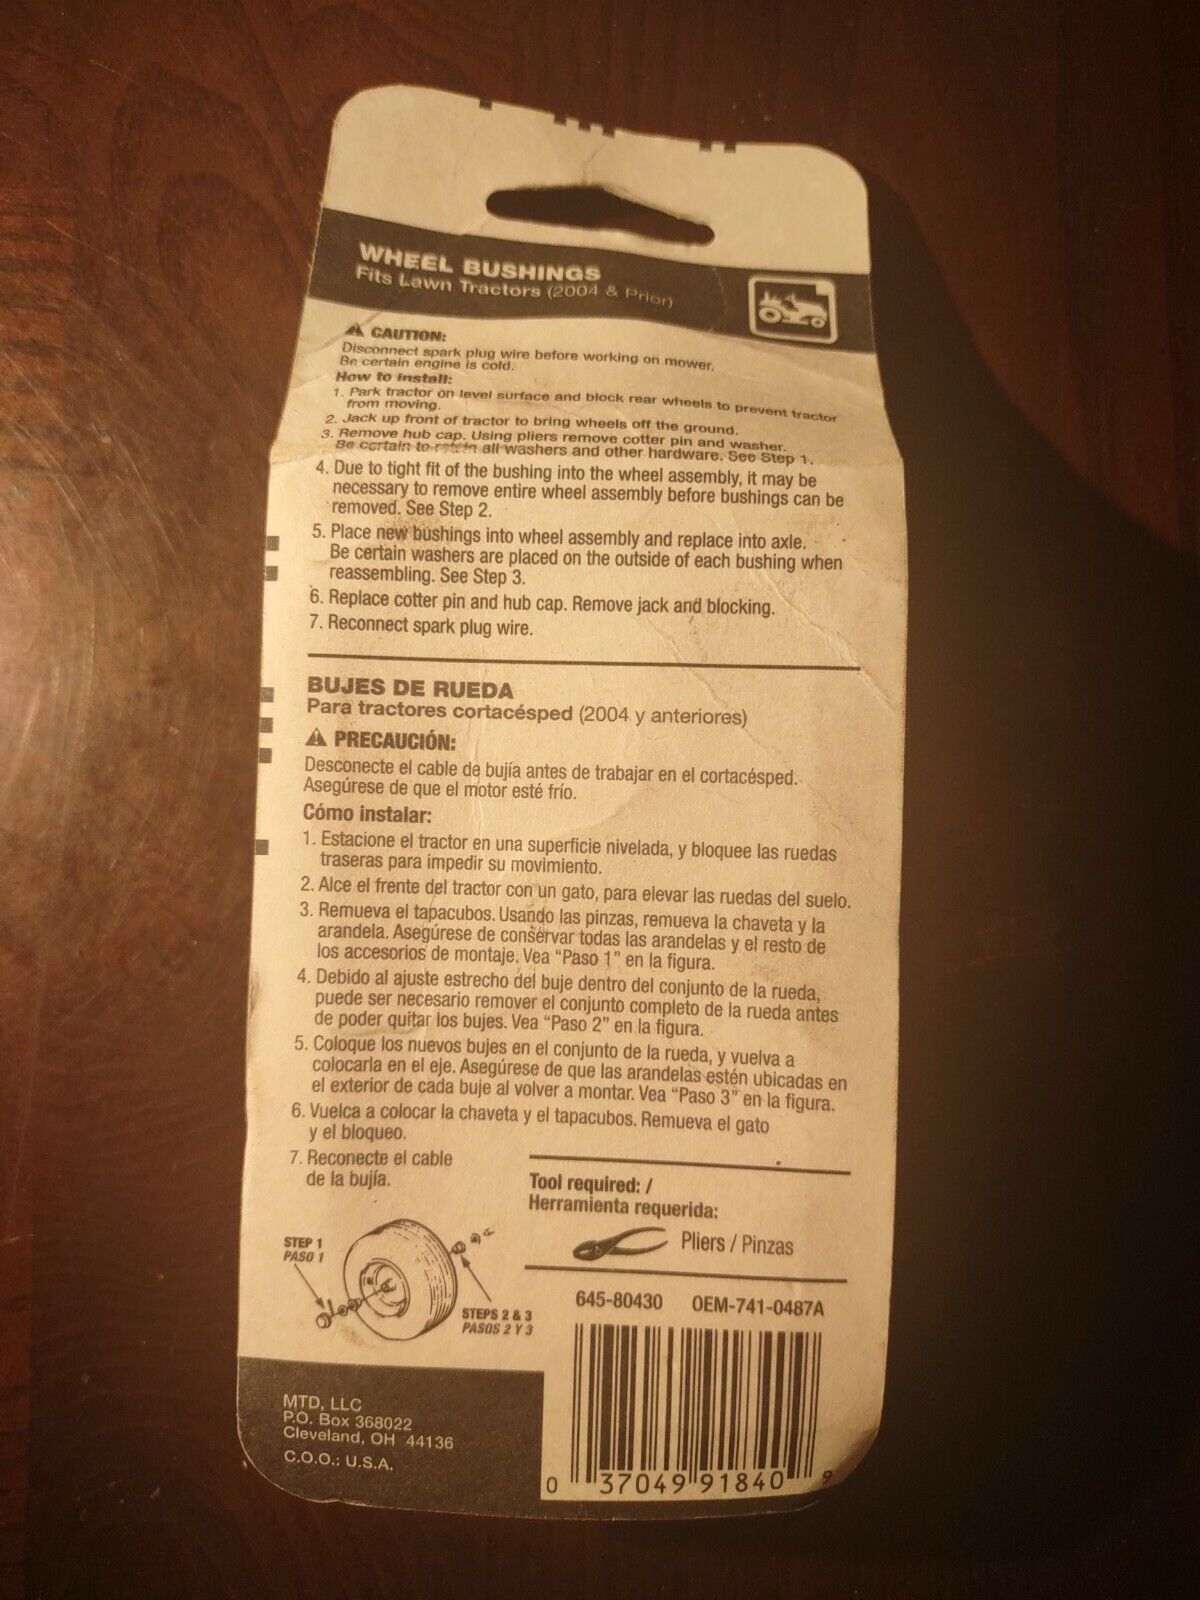 WHEEL BUSHINGS
Fits Lawn Tractors (2004 & Prior)
CAUTION:
Disconnect spark plug wire before working on mower.
Be certain engine is cold.
How to install:
1. Park tractor on level surface and block rear wheels to prevent tractor
from moving.
2. Jack up front of tractor to bring wheels off the ground.
3. Remove hub cap. Using pliers remove cotter pin and washer.
Be certain to retain all washers and other hardware. See Step 1.
4. Due to tight fit of the bushing into the wheel assembly, it may be
necessary to remove entire wheel assembly before bushings can be
removed. See Step 2.
5. Place new bushings into wheel assembly and replace into axle.
Be certain washers are placed on the outside of each bushing when
reassembling. See Step 3.
6. Replace cotter pin and hub cap. Remove jack and blocking.
7. Reconnect spark plug wire.
BUJES DE RUEDA
Para tractores cortacésped (2004 y anteriores)
PRECAUCIÓN:
Desconecte el cable de bujía antes de trabajar en el cortacésped.
Asegúrese de que el motor esté frío.
Cómo instalar:
1. Estacione el tractor en una superficie nivelada, y bloquee las ruedas
traseras para impedir su movimiento.
2. Alce el frente del tractor con un gato, para elevar las ruedas del suelo.
3. Remueva el tapacubos. Usando las pinzas, remueva la chaveta y la
arandela. Asegúrese de conservar todas las arandelas y el resto de
los accesorios de montaje. Vea “Paso 1” en la figura.
4. Debido al ajuste estrecho del buje dentro del conjunto de la rueda,
puede ser necesario remover el conjunto completo de la rueda antes
de poder quitar los bujes. Vea “Paso 2” en la figura.
5. Coloque los nuevos bujes en el conjunto de la rueda, y vuelva a
colocarla en el eje. Asegúrese de que las arandelas estén ubicadas en
el exterior de cada buje al volver a montar. Vea “Paso 3” en la figura.
6. Vuelca a colocar la chaveta y el tapacubos. Remueva el gato
y el bloqueo.
7. Reconecte el cable
de la bujía.
Tool required: /
Herramienta requerida:
Pliers / Pinzas
STEP 1
PASO 1
STEPS 2 & 3
PASOS 2 Y 3
645-80430 OEM-741-0487A
MTD, LLC
P.O. Box 368022
Cleveland, OH 44136
C.O.O.: U.S.A.
0 37049 91840 9